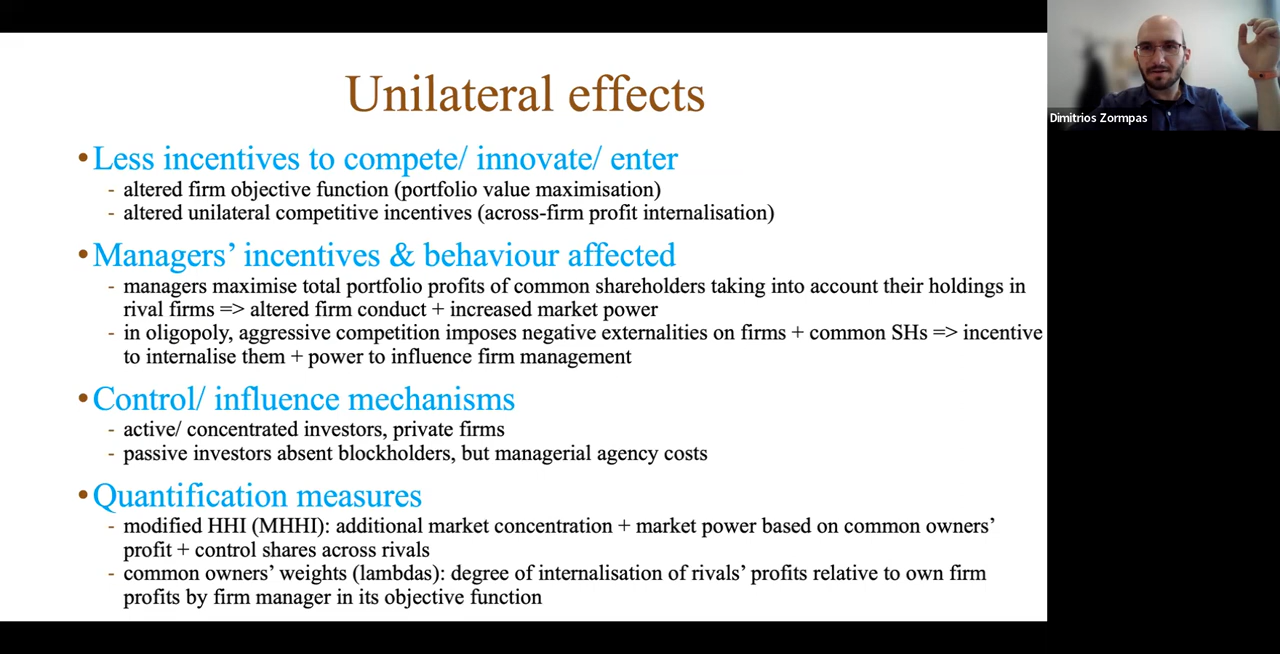 Unilateral effects
•Less incentives to compete/ innovate/ enter
- altered firm objective function (portfolio value maximisation)
- altered unilateral competitive incentives (across-firm profit internalisation)
•Managers’ incentives & behaviour affected
- managers maximise total portfolio profits of common shareholders taking into account their holdings in
rival firms => altered firm conduct + increased market power
- in oligopoly, aggressive competition imposes negative externalities on firms + common SHs => incentive
to internalise them + power to influence firm management
•Control/ influence mechanisms
- active/ concentrated investors, private firms
- passive investors absent blockholders, but managerial agency costs
•Quantification measures
- modified HHI (MHHI): additional market concentration + market power based on common owners’
profit + control shares across rivals
- common owners’ weights (lambdas): degree of internalisation of rivals’ profits relative to own firm
profits by firm manager in its objective function
Dimitrios Zormpas